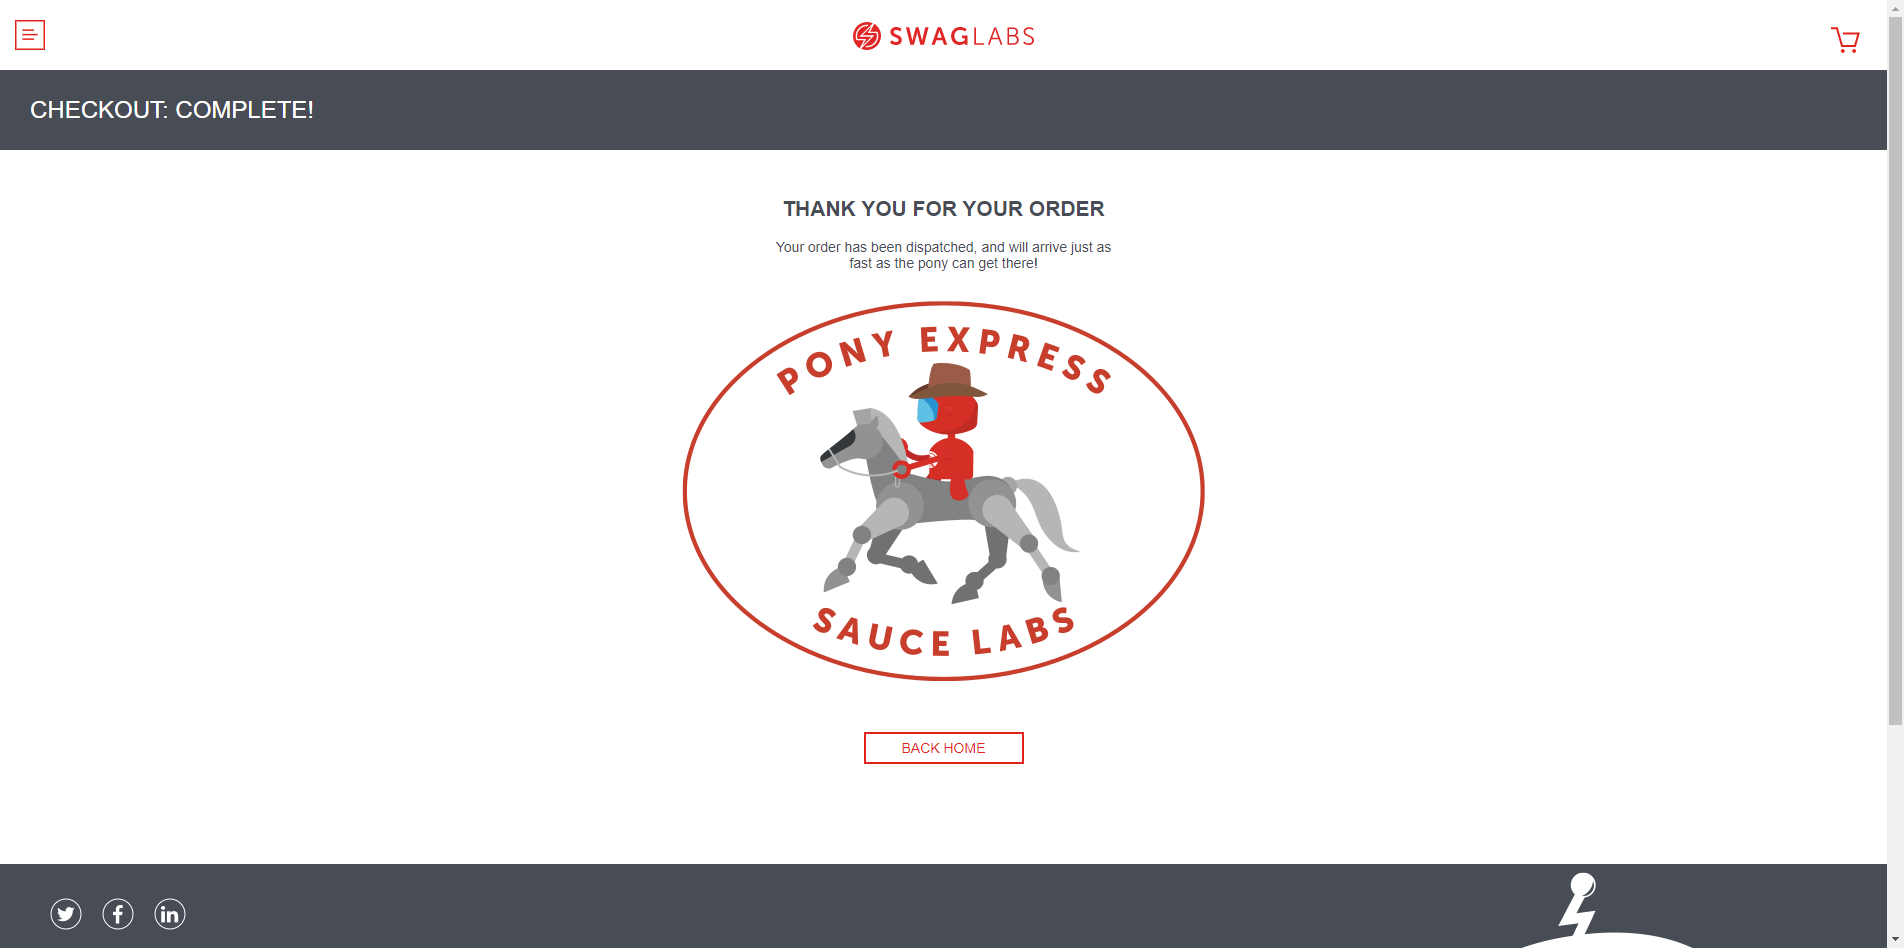 SWAGLABS
CHECKOUT: COMPLETE!
THANK YOU FOR YOUR ORDER
Your order has been dispatched, and will arrive just as
fast as the pony can get there!
PONY EXPRESS
SAUCE LABS
BACK HOME